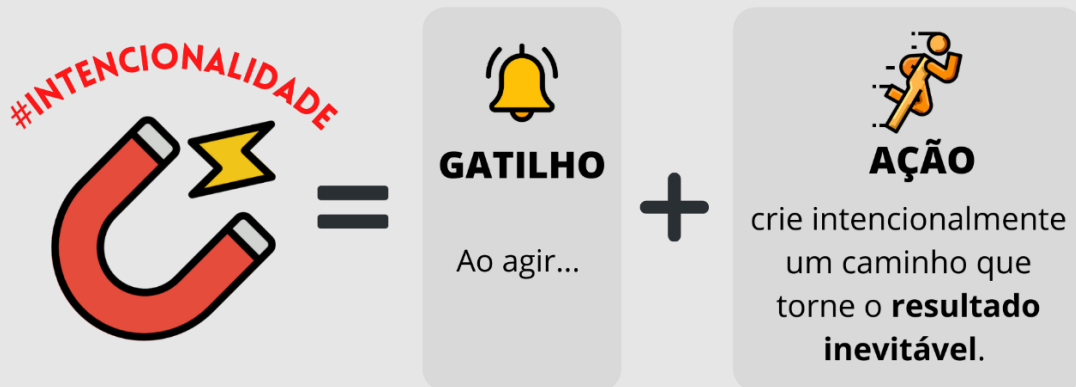 #INTENCIONALIDADE
GATILHO
Ao agir...
AÇÃO
crie intencionalmente
um caminho que
torne o resultado
inevitável.